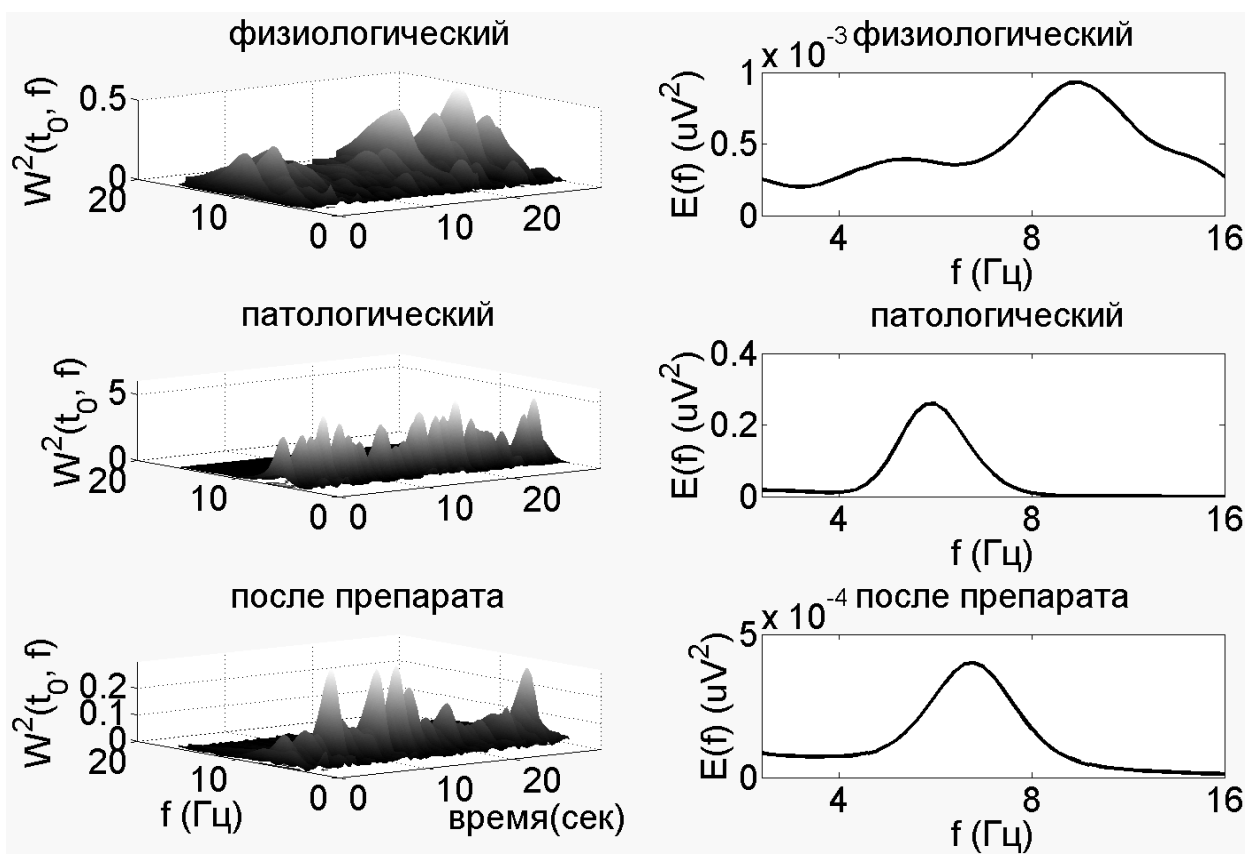 физиологический
0.5
0
W²(t₀, f)
20
10
0
0
10
20
1 x 10⁻³ физиологический
0.5
0
E(f) (uV²)
4
8
16
f (Гц)
патологический
5
0
W²(t₀, f)
20
10
0
0
10
20
патологический
0.4
0.2
0
E(f) (uV²)
4
8
16
f (Гц)
после препарата
0.2
0.1
0
W²(t₀, f)
20
10
0
0
10
20
f (Гц)
время(сек)
5 x 10⁻⁴ после препарата
0
E(f) (uV²)
4
8
16
f (Гц)